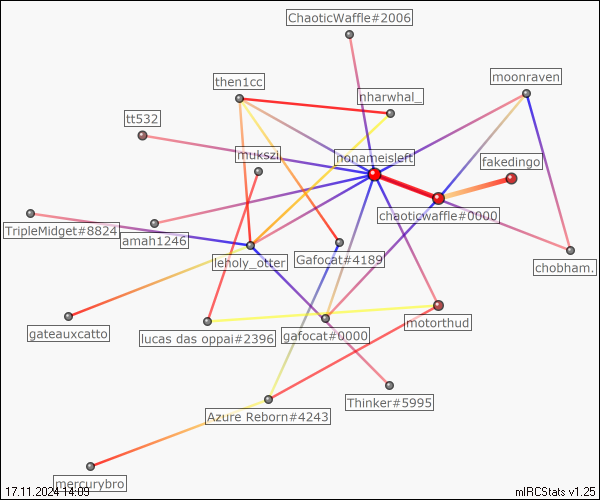 ChaoticWaffle#2006
moonraven
then1cc
nharwhal_
tt532
mukszi
nonameisleft
fakedingo
chaoticwaffle#0000
TripleMidget#8824
amah1246
leholy_otter
Gafocat#4189
chobham.
gateauxcatto
lucas das oppai#2396
gafocat#0000
motorthud
Azure Reborn#4243
Thinker#5995
mercurybro
17.11.2024 14:09
mIRCStats v1.25